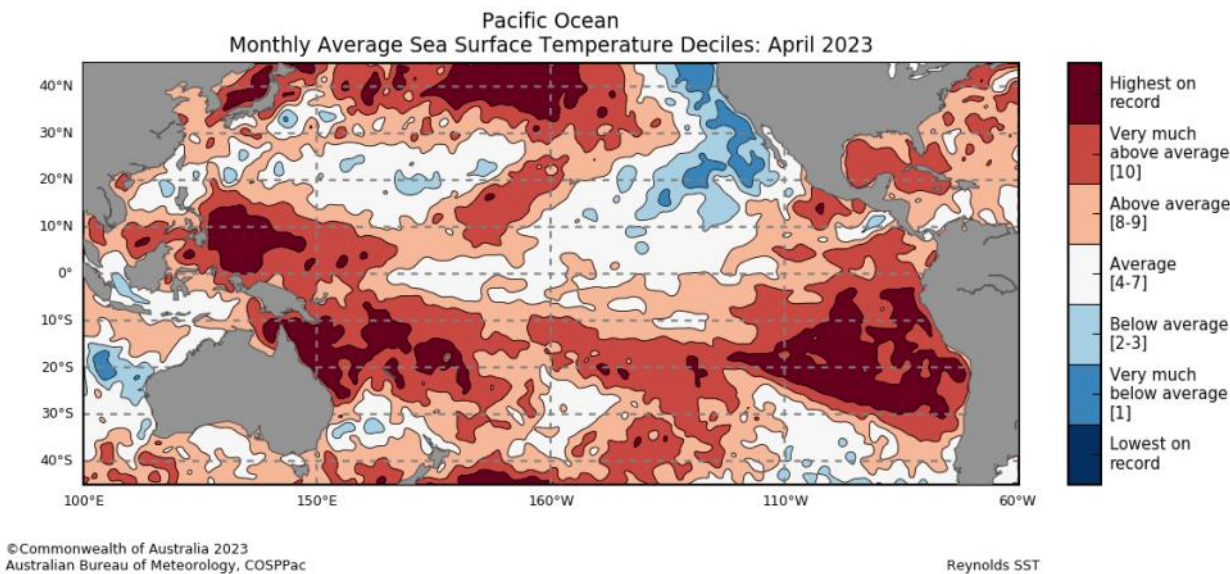 Pacific Ocean
Monthly Average Sea Surface Temperature Deciles: April 2023
40°N
30°N
20°N
10°N
0°
10°S
20°S
30°S
40°S
100°E
150°E
160°W
110°W
60°W
Highest on
record
Very much
above average
[10]
Above average
[8-9]
Average
[4-7]
Below average
[2-3]
Very much
below average
[1]
Lowest on
record
©Commonwealth of Australia 2023
Australian Bureau of Meteorology, COSPPac
Reynolds SST